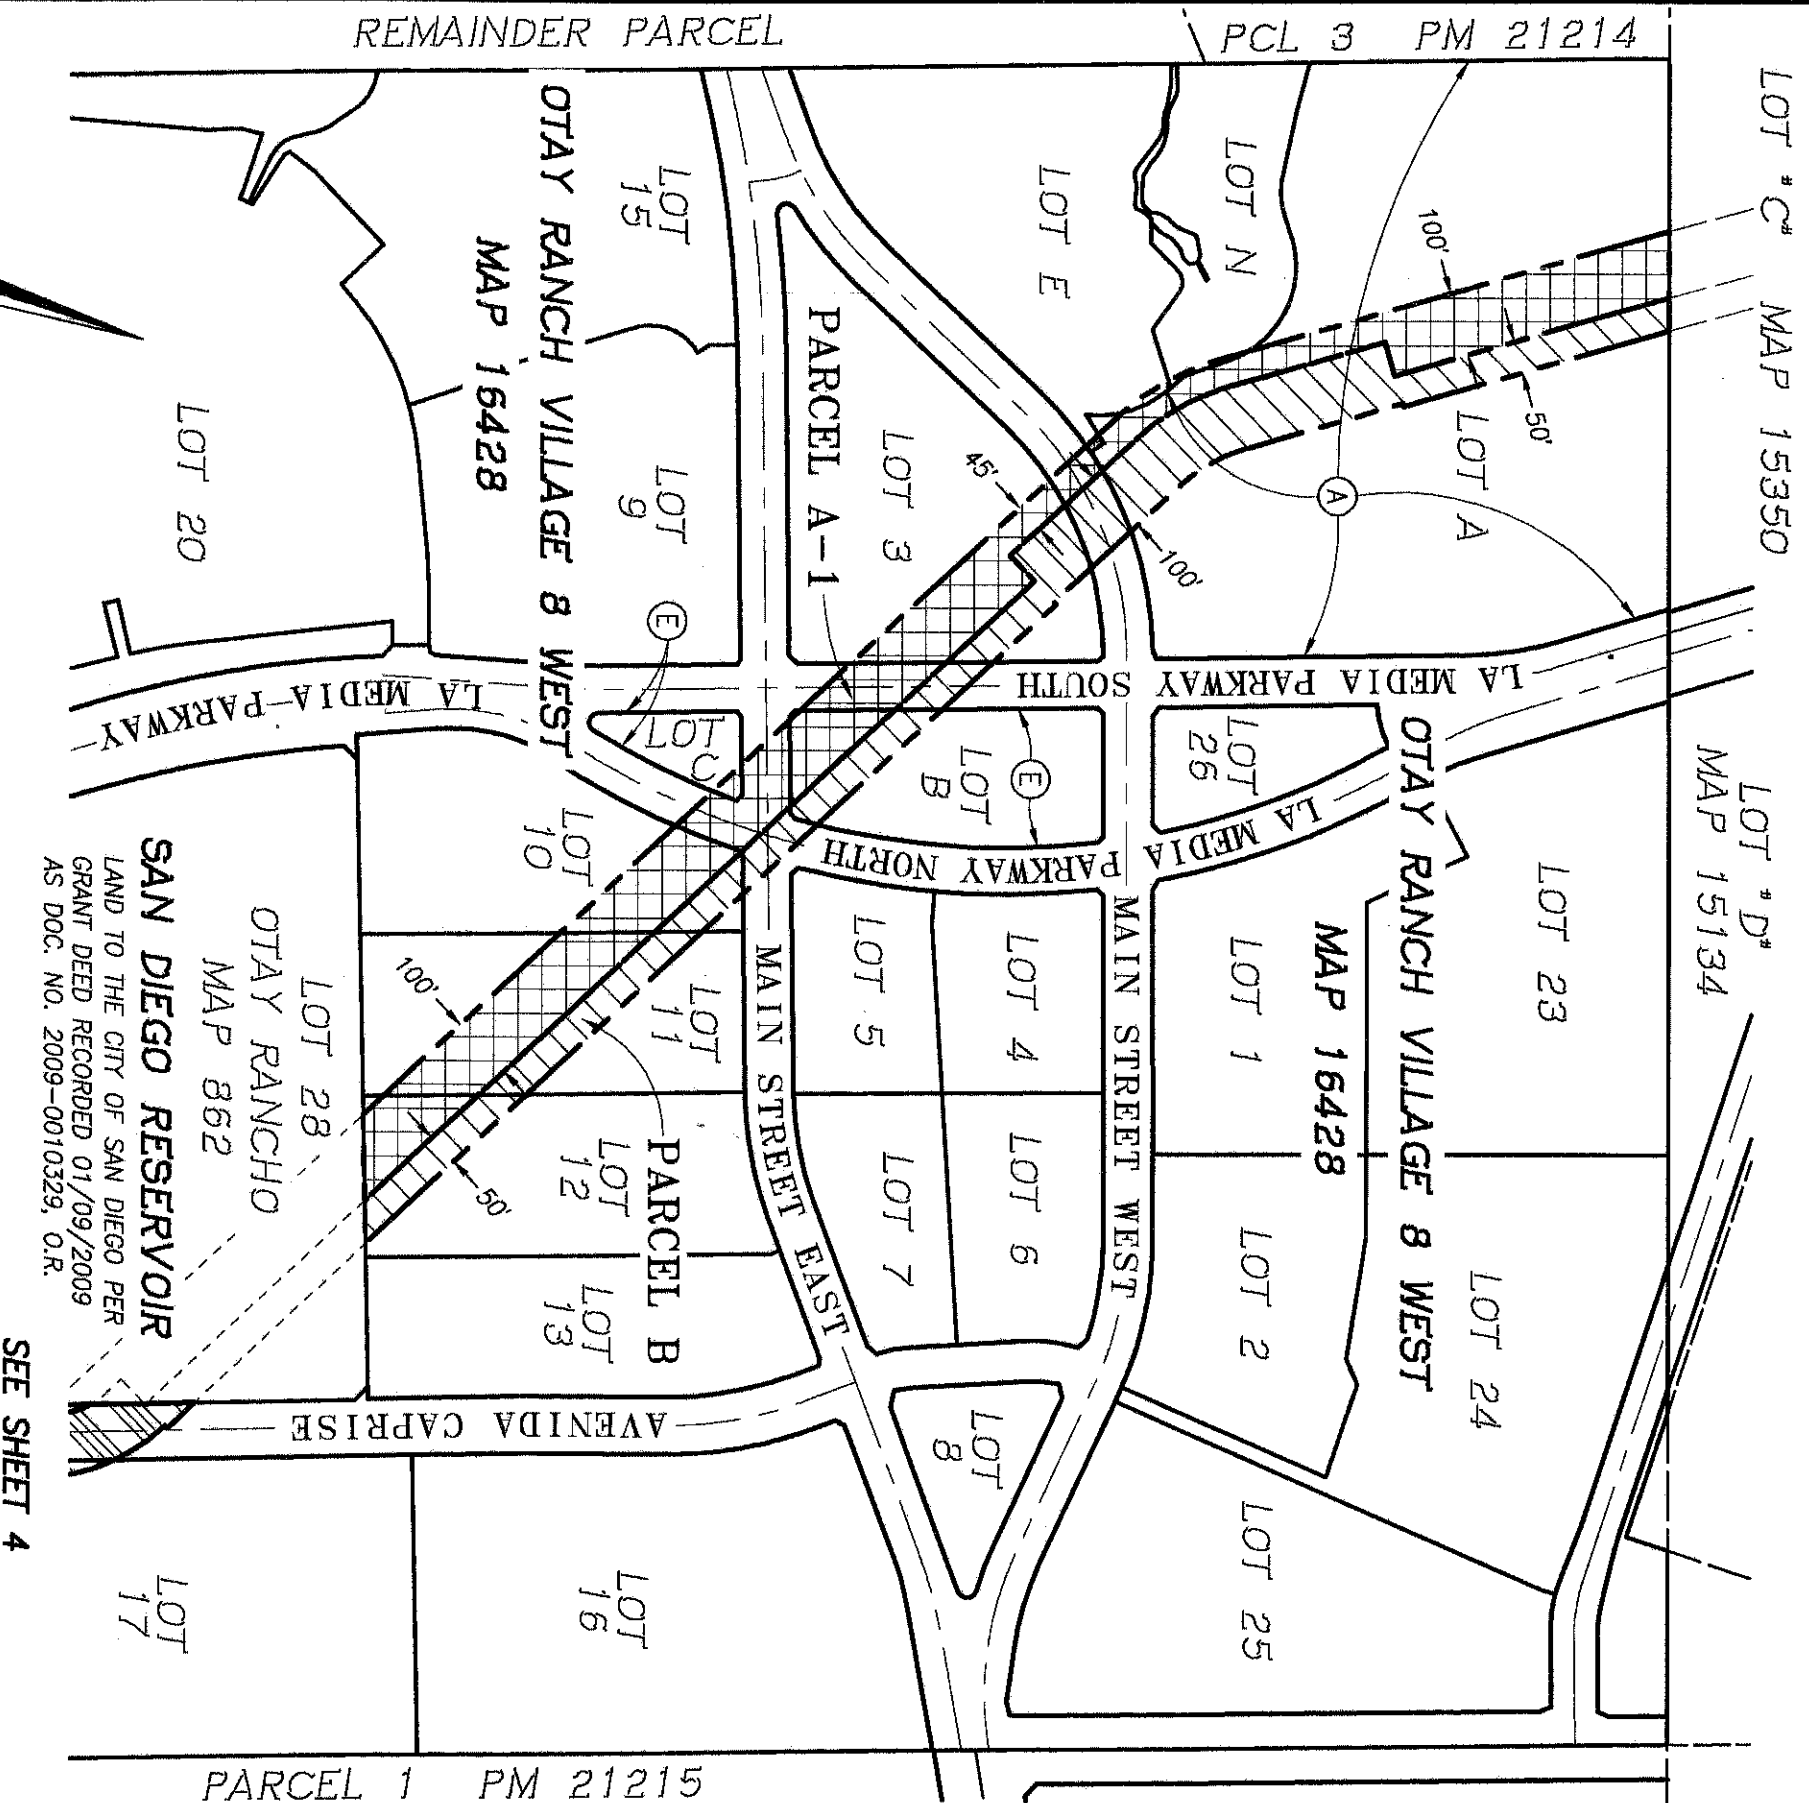 REMAINDER PARCEL
PCL 3 PM 21214
LOT "C" MAP 15350
LOT "D"
MAP 15134
OTAY RANCH VILLAGE 8 WEST
MAP 16428
LOT
15
LOT E
LOT N
100'
50'
LOT A
A
PARCEL A-1
LOT 3
45'
100'
LOT 20
LOT
9
E
LA MEDIA PARKWAY
LOT
C
LA MEDIA PARKWAY SOUTH
LOT
B
E
LOT
26
LA MEDIA PARKWAY NORTH
OTAY RANCH VILLAGE 8 WEST
MAP 16428
LOT 23
LOT
10
LOT
11
LOT 5
LOT 4
LOT 1
MAIN STREET EAST
MAIN STREET WEST
100'
50'
PARCEL B
LOT
12
LOT
13
LOT 7
LOT 6
LOT 2
LOT 24
LOT 28
OTAY RANCHO
MAP 862
SAN DIEGO RESERVOIR
LAND TO THE CITY OF SAN DIEGO PER
GRANT DEED RECORDED 01/09/2009
AS DOC. NO. 2009-0010329, O.R.
AVENIDA CAPRISE
LOT
8
LOT 25
LOT
16
LOT
17
SEE SHEET 4
PARCEL 1 PM 21215